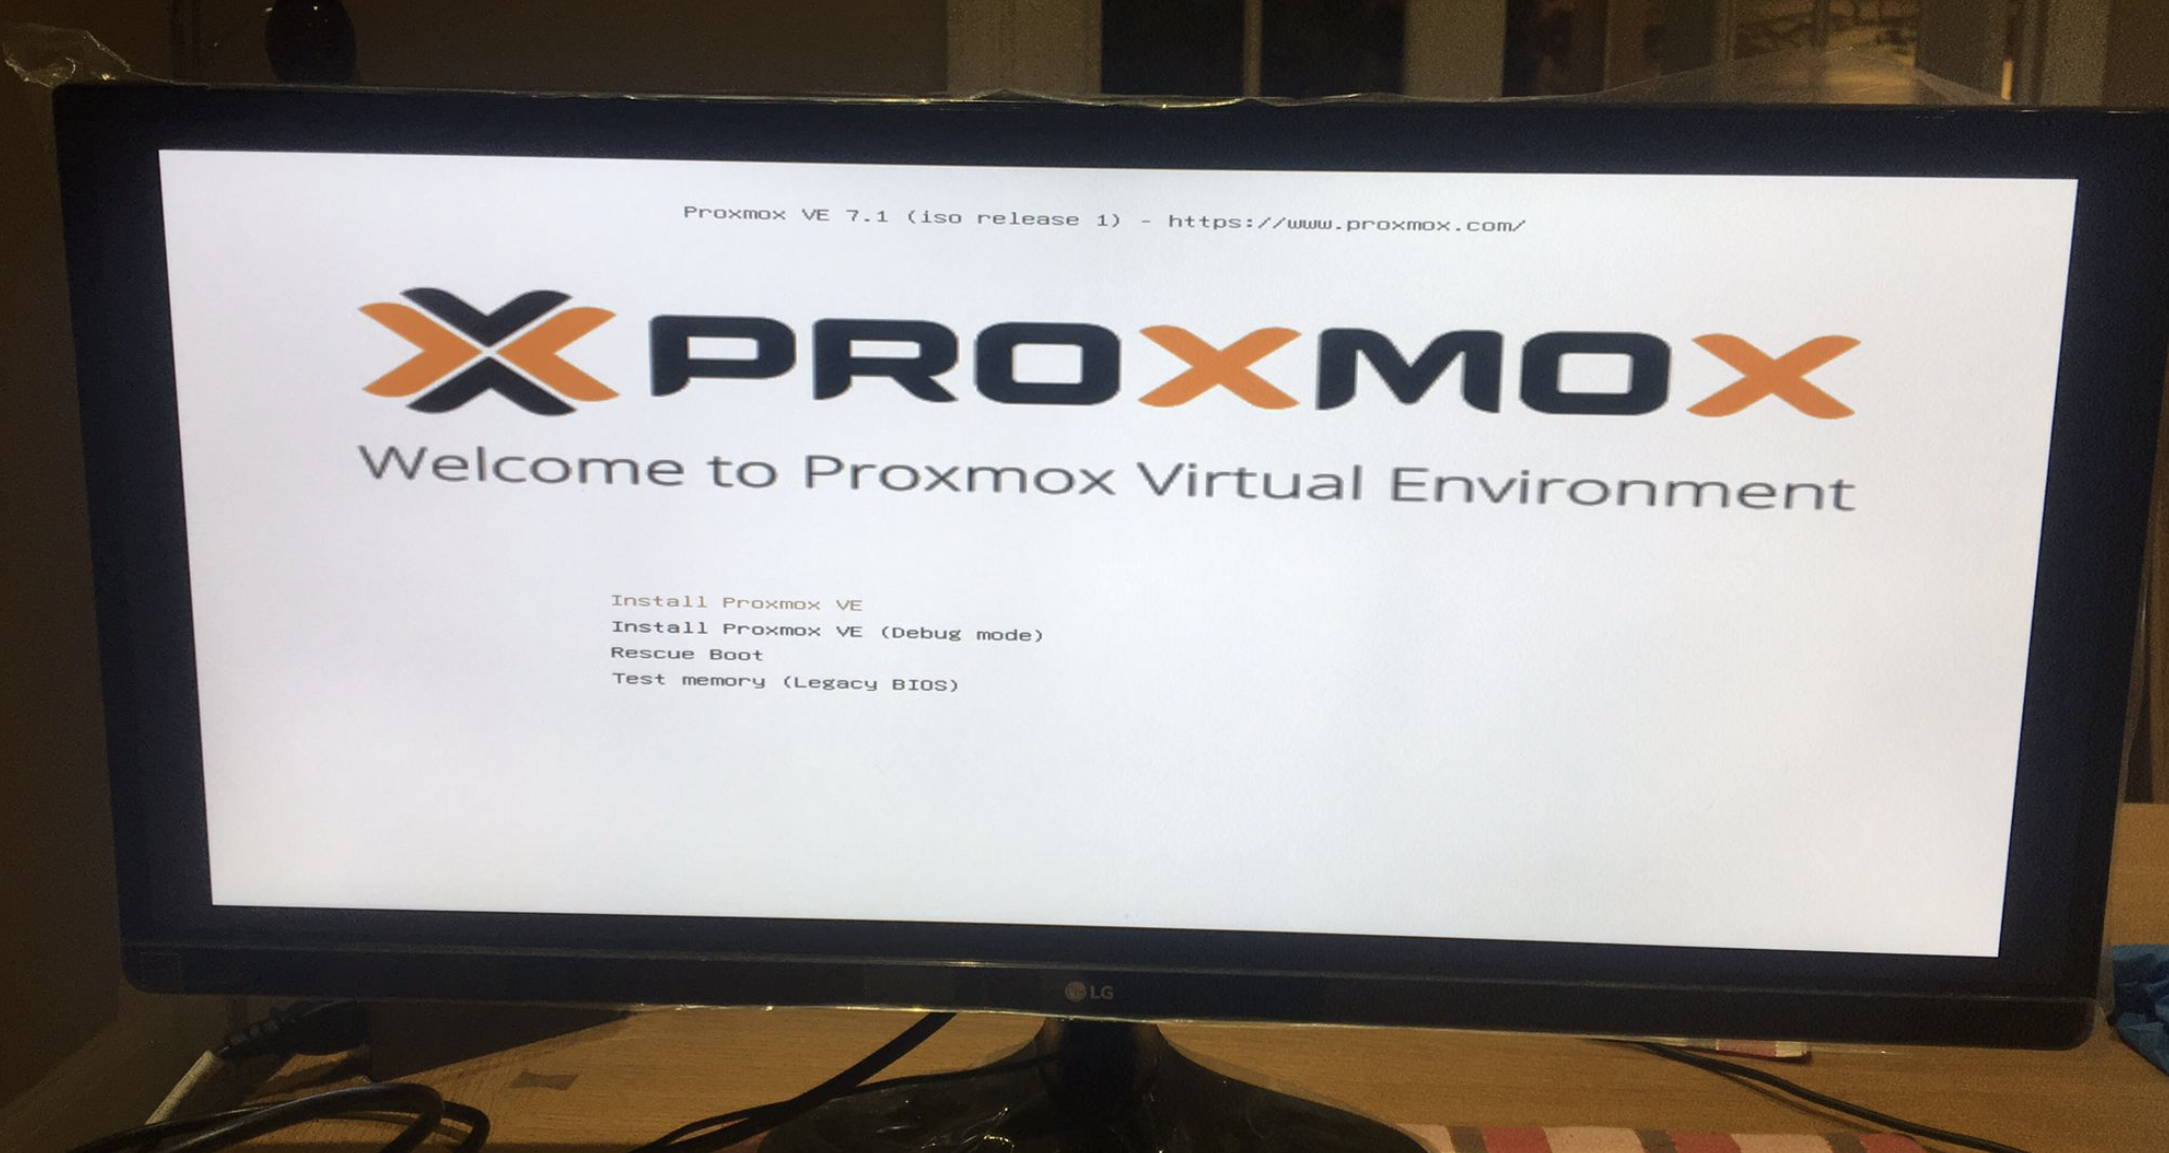 Proxmox VE 7.1 (iso release 1) - https://www.proxmox.com/
PROXMOX
Welcome to Proxmox Virtual Environment
Install Proxmox VE
Install Proxmox VE (Debug mode)
Rescue Boot
Test memory (Legacy BIOS)
LG